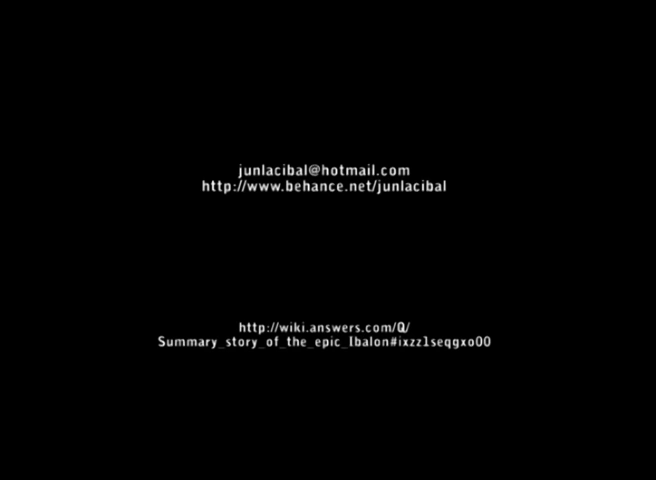 junlacibal@hotmail.com
http://www.behance.net/junlacibal
http://wiki.answers.com/Q/
Summary_story_of_the_epic_Ibalon#ixzz1seqgxo00